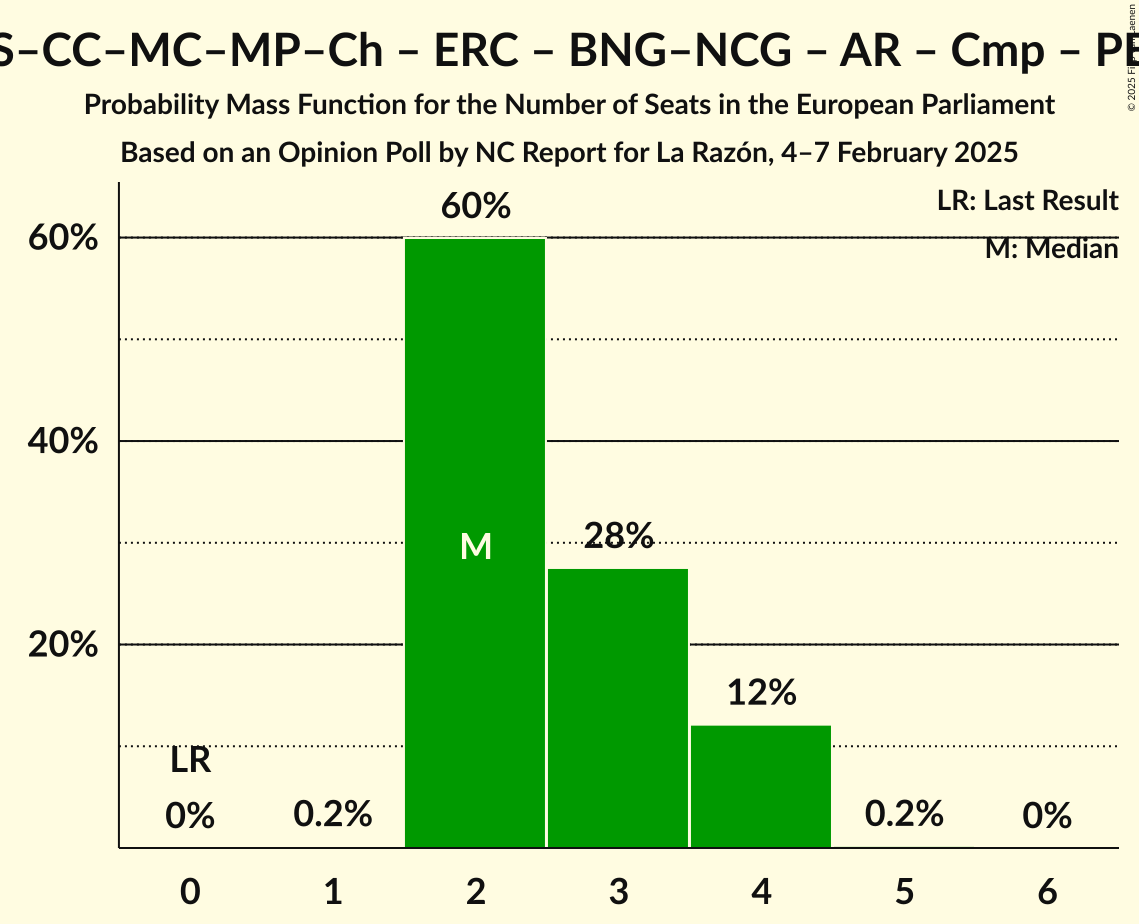 S–CC–MC–MP–Ch – ERC – BNG–NCG – AR – Cmp –
Probability Mass Function for the Number of Seats in the European Parliament
Based on an Opinion Poll by NC Report for La Razón, 4–7 February 2025
LR: Last Result
M: Median
60%
40%
20%
60%
M
28%
12%
LR
0%
0.2%
0.2%
0%
0 1 2 3 4 5 6
© 2025